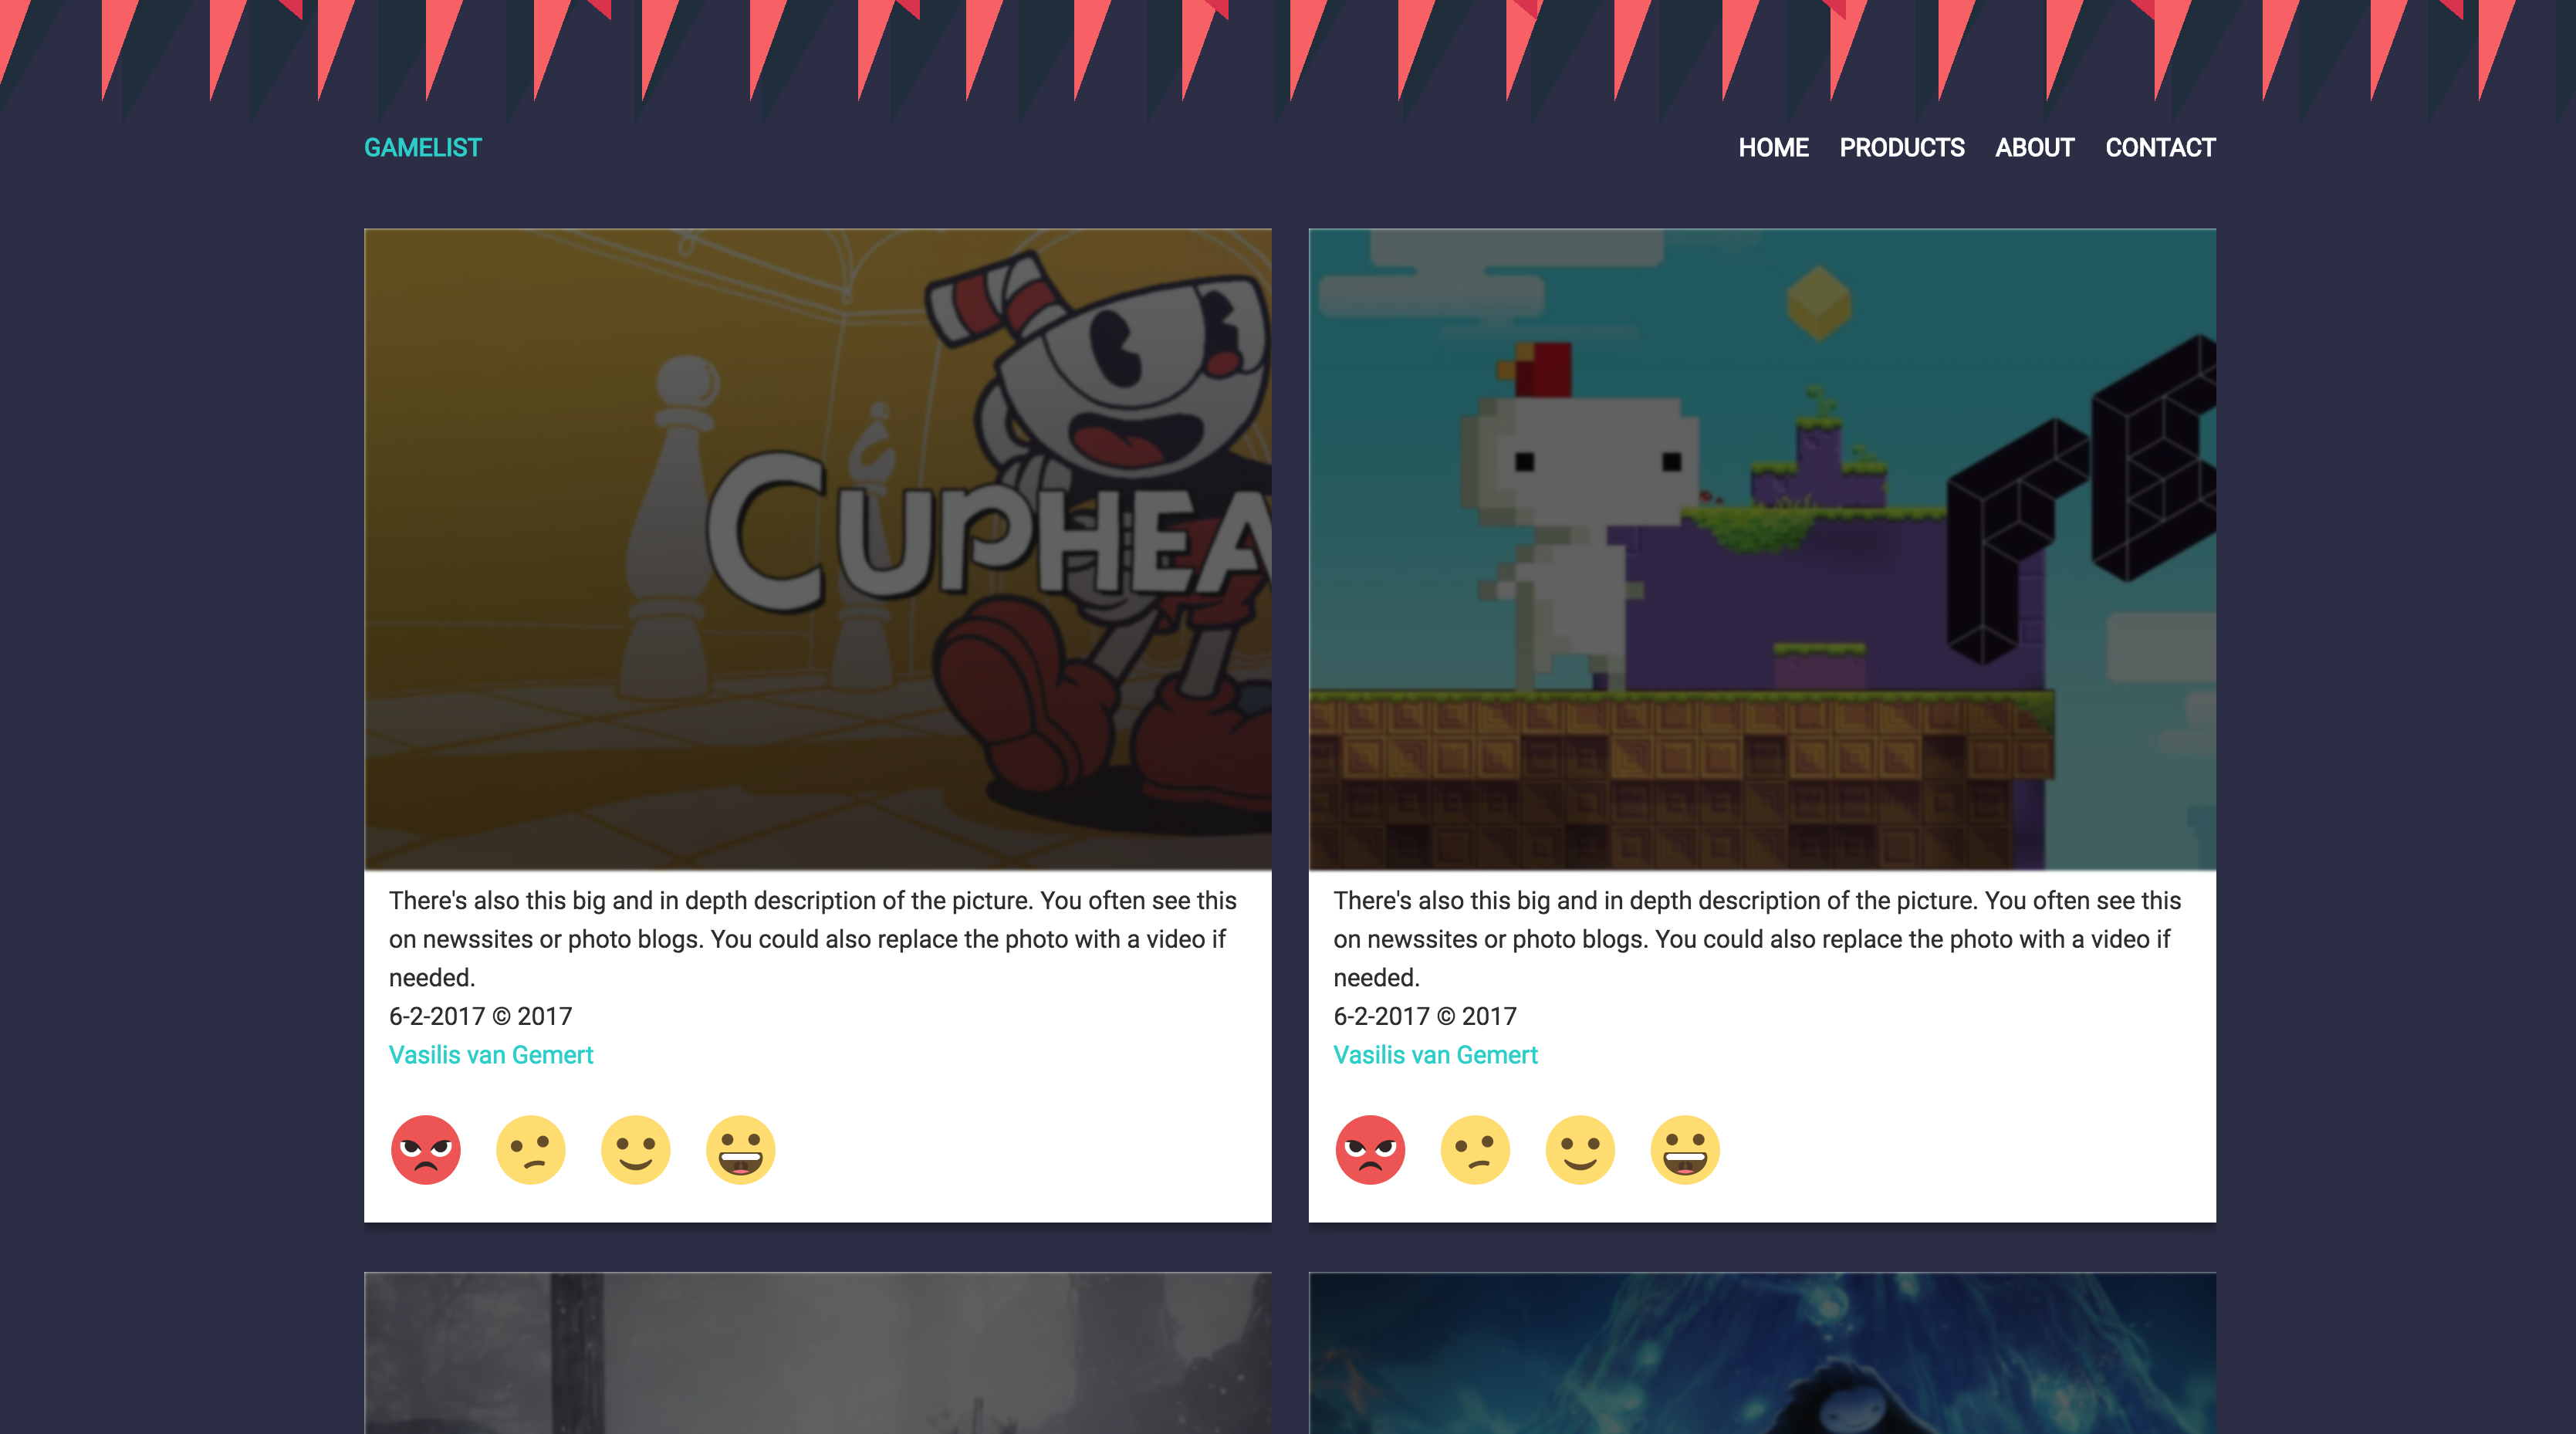 GAMELIST
HOME PRODUCTS ABOUT CONTACT
CUPHEA
FE
There's also this big and in depth description of the picture. You often see this
on newssites or photo blogs. You could also replace the photo with a video if
needed.
6-2-2017 © 2017
Vasilis van Gemert
There's also this big and in depth description of the picture. You often see this
on newssites or photo blogs. You could also replace the photo with a video if
needed.
6-2-2017 © 2017
Vasilis van Gemert